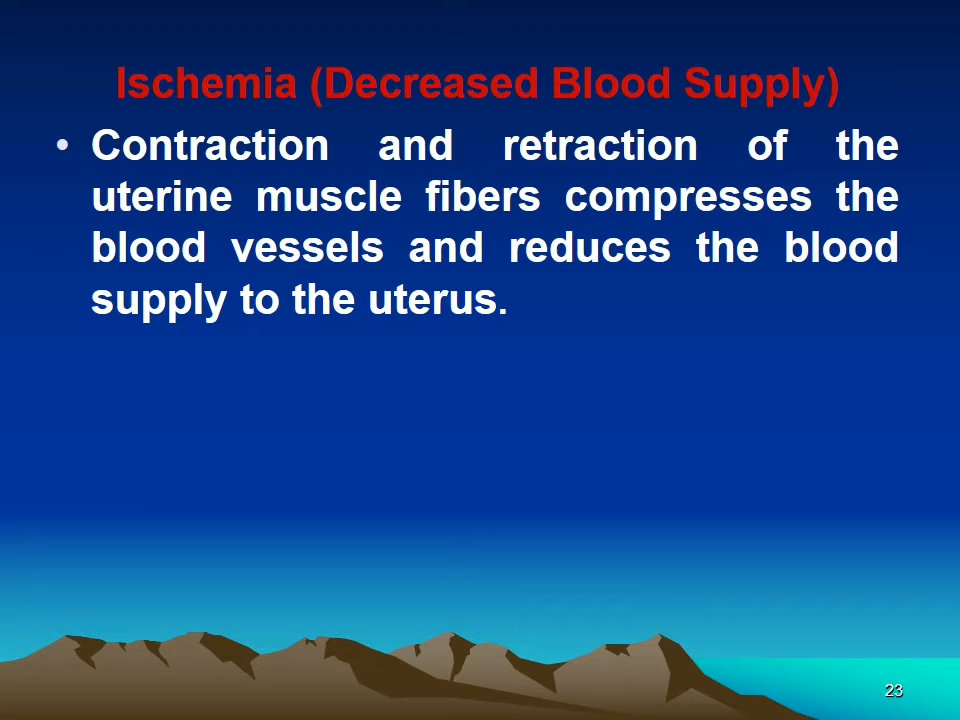 Ischemia (Decreased Blood Supply)
• Contraction and retraction of the
uterine muscle fibers compresses the
blood vessels and reduces the blood
supply to the uterus.
23